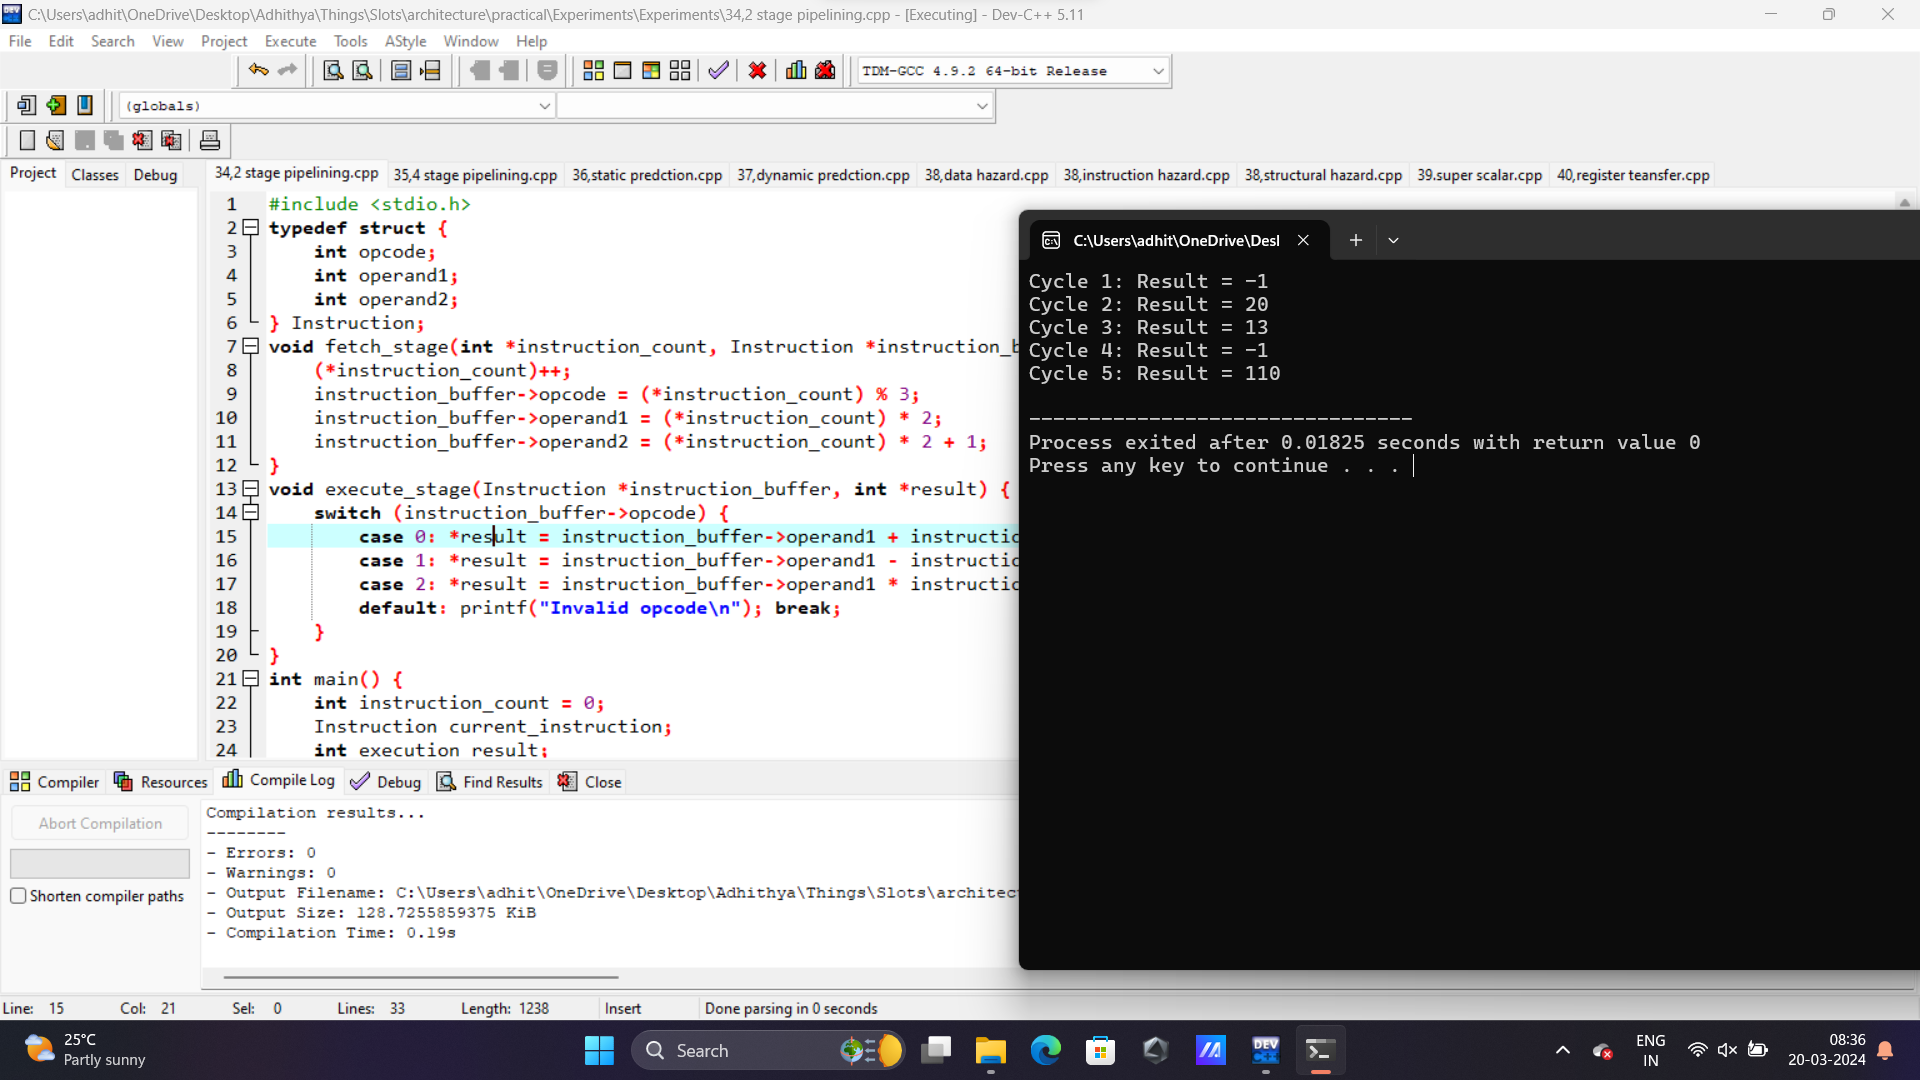 C:\Users\adhit\OneDrive\Desktop\Adhithya\Things\Slots\architecture\practical\Experiments\Experiments\34,2 stage pipelining.cpp - [Executing] - Dev-C++ 5.11
File Edit Search View Project Execute Tools AStyle Window Help
TDM-GCC 4.9.2 64-bit Release
(globals)
Project Classes Debug
34,2 stage pipelining.cpp 35,4 stage pipelining.cpp 36,static predction.cpp 37,dynamic predction.cpp 38,data hazard.cpp 38,instruction hazard.cpp 38,structural hazard.cpp 39.super scalar.cpp 40,register teansfer.cpp
1 #include <stdio.h>
2 typedef struct {
3 int opcode;
4 int operand1;
5 int operand2;
6 } Instruction;
7 void fetch_stage(int *instruction_count, Instruction *instruction_b
8 (*instruction_count)++;
9 instruction_buffer->opcode = (*instruction_count) % 3;
10 instruction_buffer->operand1 = (*instruction_count) * 2;
11 instruction_buffer->operand2 = (*instruction_count) * 2 + 1;
12 }
13 void execute_stage(Instruction *instruction_buffer, int *result) {
14 switch (instruction_buffer->opcode) {
15 case 0: *result = instruction_buffer->operand1 + instructio
16 case 1: *result = instruction_buffer->operand1 - instructio
17 case 2: *result = instruction_buffer->operand1 * instructio
18 default: printf("Invalid opcode\n"); break;
19 }
20 }
21 int main() {
22 int instruction_count = 0;
23 Instruction current_instruction;
24 int execution result;
C:\Users\adhit\OneDrive\Desl
Cycle 1: Result = -1
Cycle 2: Result = 20
Cycle 3: Result = 13
Cycle 4: Result = -1
Cycle 5: Result = 110
--------------------------------
Process exited after 0.01825 seconds with return value 0
Press any key to continue . . .
Compiler Resources Compile Log Debug Find Results Close
Abort Compilation
Shorten compiler paths
Compilation results...
--------
- Errors: 0
- Warnings: 0
- Output Filename: C:\Users\adhit\OneDrive\Desktop\Adhithya\Things\Slots\architec
- Output Size: 128.7255859375 KiB
- Compilation Time: 0.19s
Line: 15 Col: 21 Sel: 0 Lines: 33 Length: 1238 Insert Done parsing in 0 seconds
25°C
Partly sunny
Search
DEV
C++
ENG
IN
08:36
20-03-2024